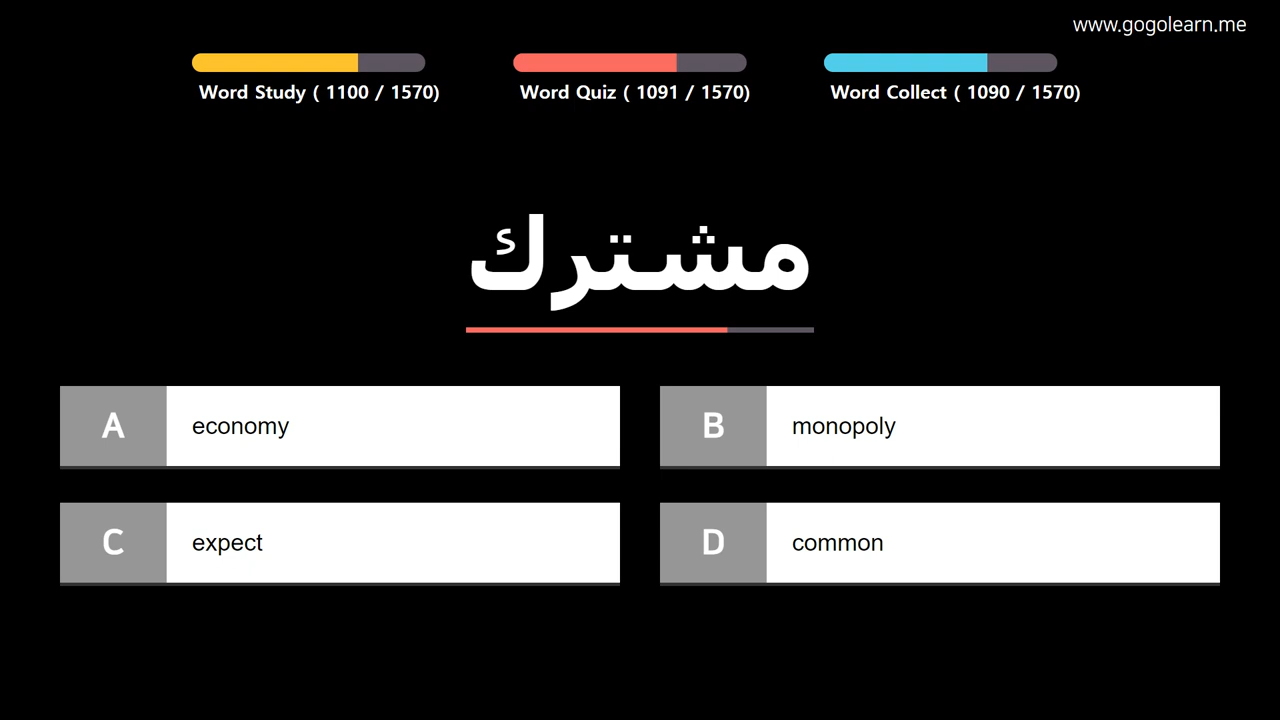 www.gogolearn.me
Word Study ( 1100 / 1570)
Word Quiz ( 1091 / 1570)
Word Collect ( 1090 / 1570)
مشترك
A economy
B monopoly
C expect
D common